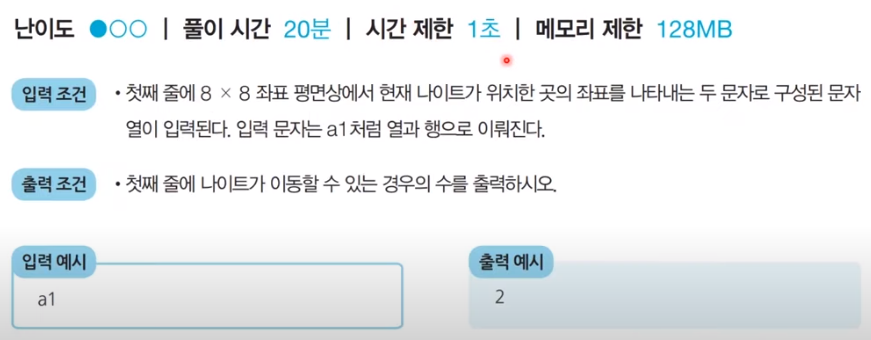 난이도 ●○○ | 풀이 시간 20분 | 시간 제한 1초 | 메모리 제한 128MB
입력 조건 • 첫째 줄에 8 × 8 좌표 평면상에서 현재 나이트가 위치한 곳의 좌표를 나타내는 두 문자로 구성된 문자
열이 입력된다. 입력 문자는 a1처럼 열과 행으로 이뤄진다.
출력 조건 • 첫째 줄에 나이트가 이동할 수 있는 경우의 수를 출력하시오.
입력 예시
a1
출력 예시
2